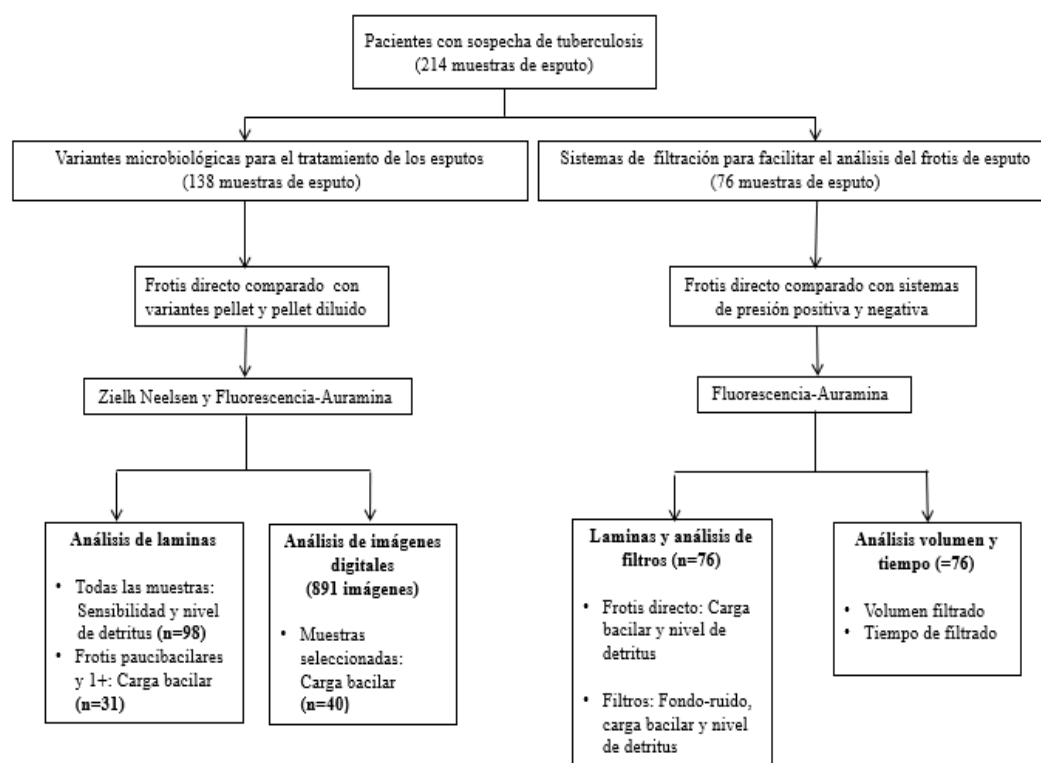 Pacientes con sospecha de tuberculosis
(214 muestras de esputo)
Variantes microbiológicas para el tratamiento de los esputos
(138 muestras de esputo)
Sistemas de filtración para facilitar el análisis del frotis de esputo
(76 muestras de esputo)
Frotis directo comparado con
variantes pellet y pellet diluido
Frotis directo comparado con sistemas
de presión positiva y negativa
Zielh Neelsen y Fluorescencia-Auramina
Fluorescencia-Auramina
Análisis de laminas
• Todas las muestras:
Sensibilidad y nivel
de detritus (n=98)
• Frotis paucibacilares
y 1+: Carga bacilar
(n=31)
Análisis de imágenes
digitales
(891 imágenes)
• Muestras
seleccionadas:
Carga bacilar
(n=40)
Laminas y análisis de
filtros (n=76)
• Frotis directo: Carga
bacilar y nivel de
detritus
• Filtros: Fondo-ruido,
carga bacilar y nivel
de detritus
Análisis volumen y
tiempo (=76)
• Volumen filtrado
• Tiempo de filtrado